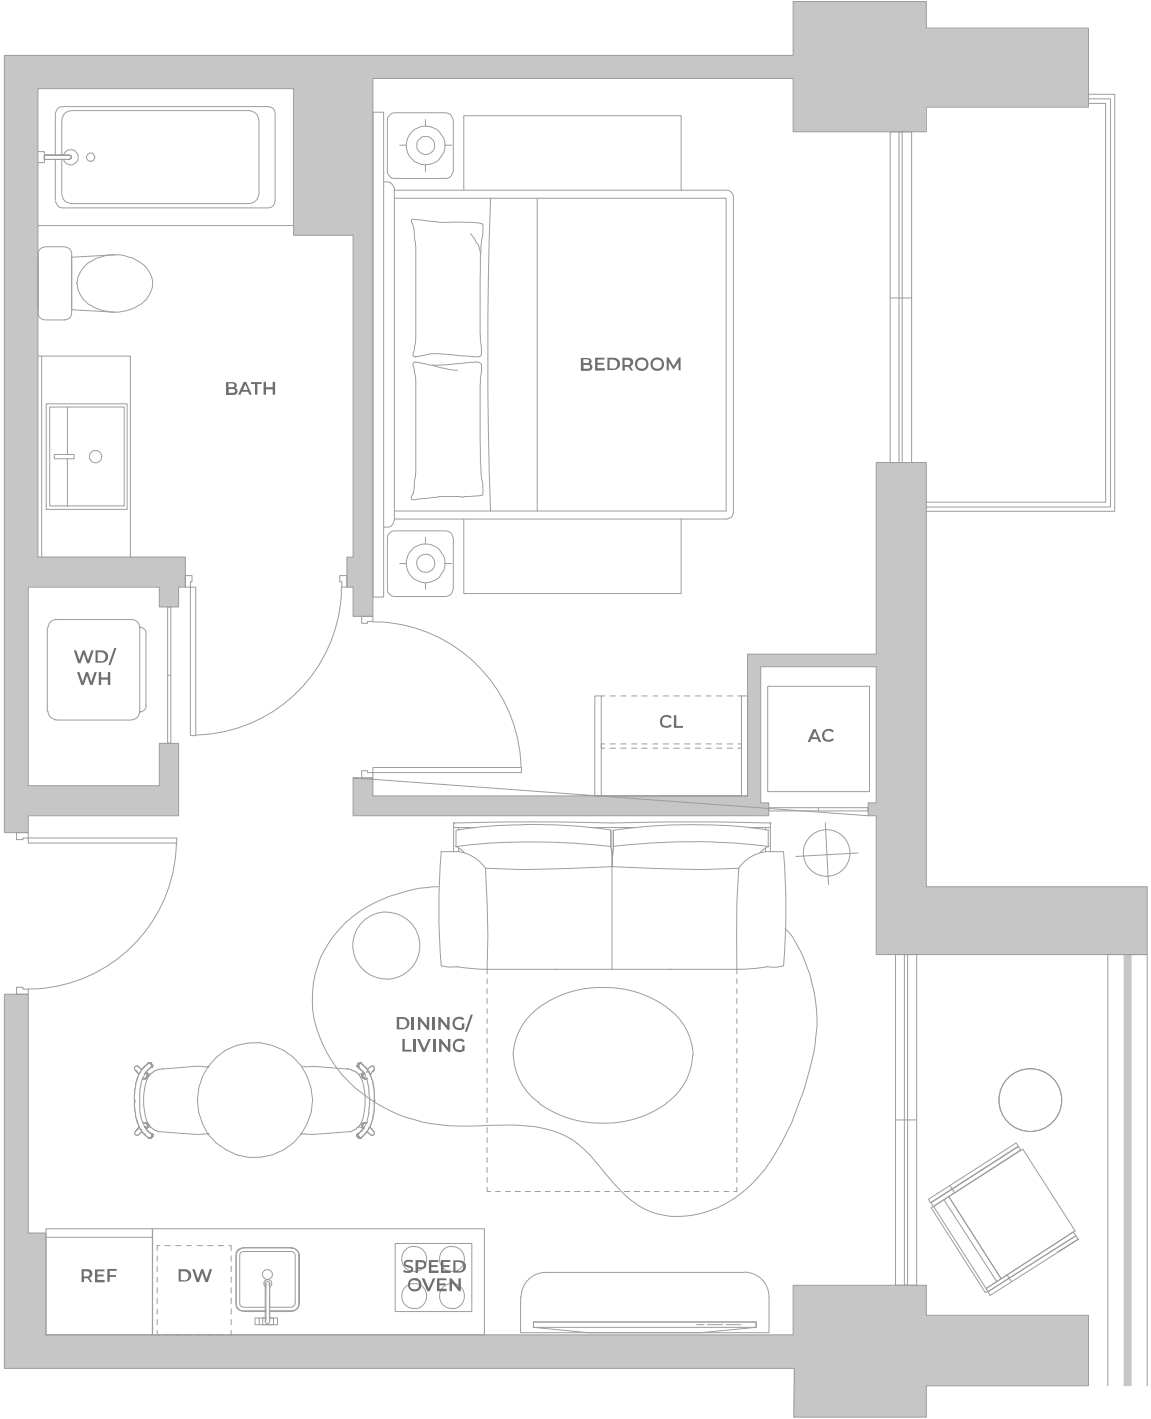 BEDROOM
BATH
WD/
WH
CL
AC
DINING/
LIVING
REF
DW
SPEED
OVEN